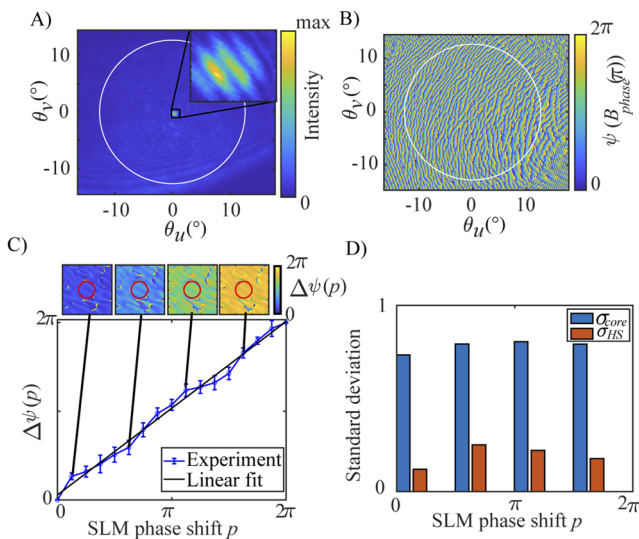 A)
max
14
0
-10
θv(°)
-10
0
10
θu(°)
0
Intensity
B)
2π
14
0
-10
θv(°)
-10
0
10
θu(°)
0
ψ (Bphase(π))
C)
2π
0
Δψ(p)
2π
Δψ(p)
0
Experiment
Linear fit
0
π
2π
SLM phase shift p
D)
1
σcore
σHS
Standard deviation
0
0
π
2π
SLM phase shift p